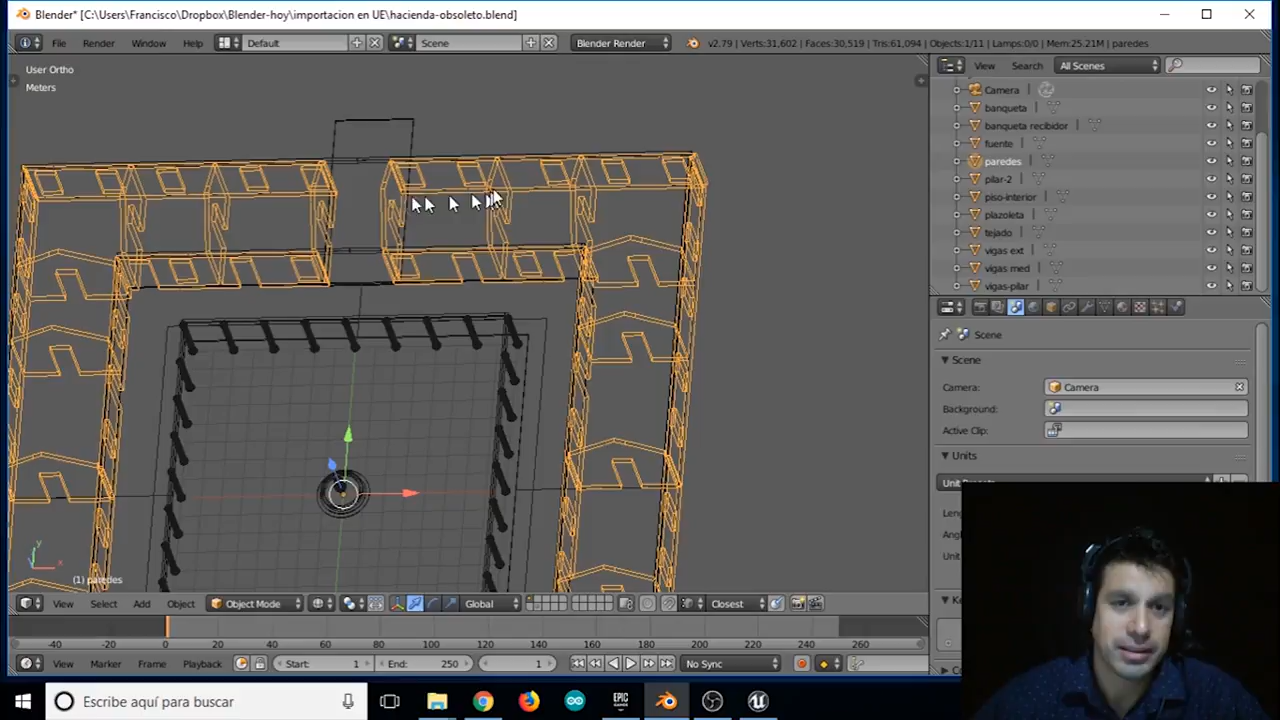 Blender* [C:\Users\Francisco\Dropbox\Blender-hoy\importacion en UE\hacienda-obsoleto.blend]
File Render Window Help Default Scene Blender Render v2.79 | Verts:31,602 | Faces:30,519 | Tris:61,094 | Objects:1/11 | Lamps:0/0 | Mem:25.21M | paredes
User Ortho
Meters
View Search All Scenes
Camera
banqueta
banqueta recibidor
fuente
paredes
pilar-2
piso-interior
plazoleta
tejado
vigas ext
vigas med
vigas-pilar
Scene
Scene
Camera: Camera
Background:
Active Clip:
Units
y
x
(1) paredes
View Select Add Object Object Mode Global Closest
-40 -20 0 20 40 60 80 100 120 140 160 180 200 220 240 260
View Marker Frame Playback Start: 1 End: 250 1 No Sync
Escribe aquí para buscar
EPIC GAMES